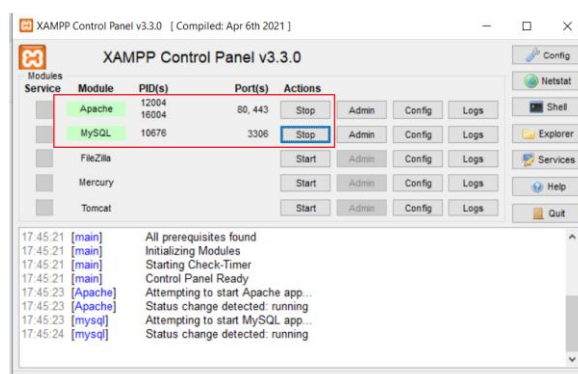 XAMPP Control Panel v3.3.0 [ Compiled: Apr 6th 2021 ]
XAMPP Control Panel v3.3.0
Config
Modules
Service Module PID(s) Port(s) Actions
Netstat
Apache 12004 16004 80, 443 Stop Admin Config Logs
Shell
MySQL 10676 3306 Stop Admin Config Logs
Explorer
FileZilla Start Admin Config Logs
Services
Mercury Start Admin Config Logs
Help
Tomcat Start Admin Config Logs
Quit
17:45:21 [main] All prerequisites found
17:45:21 [main] Initializing Modules
17:45:21 [main] Starting Check-Timer
17:45:21 [main] Control Panel Ready
17:45:23 [Apache] Attempting to start Apache app...
17:45:23 [Apache] Status change detected: running
17:45:23 [mysql] Attempting to start MySQL app...
17:45:24 [mysql] Status change detected: running